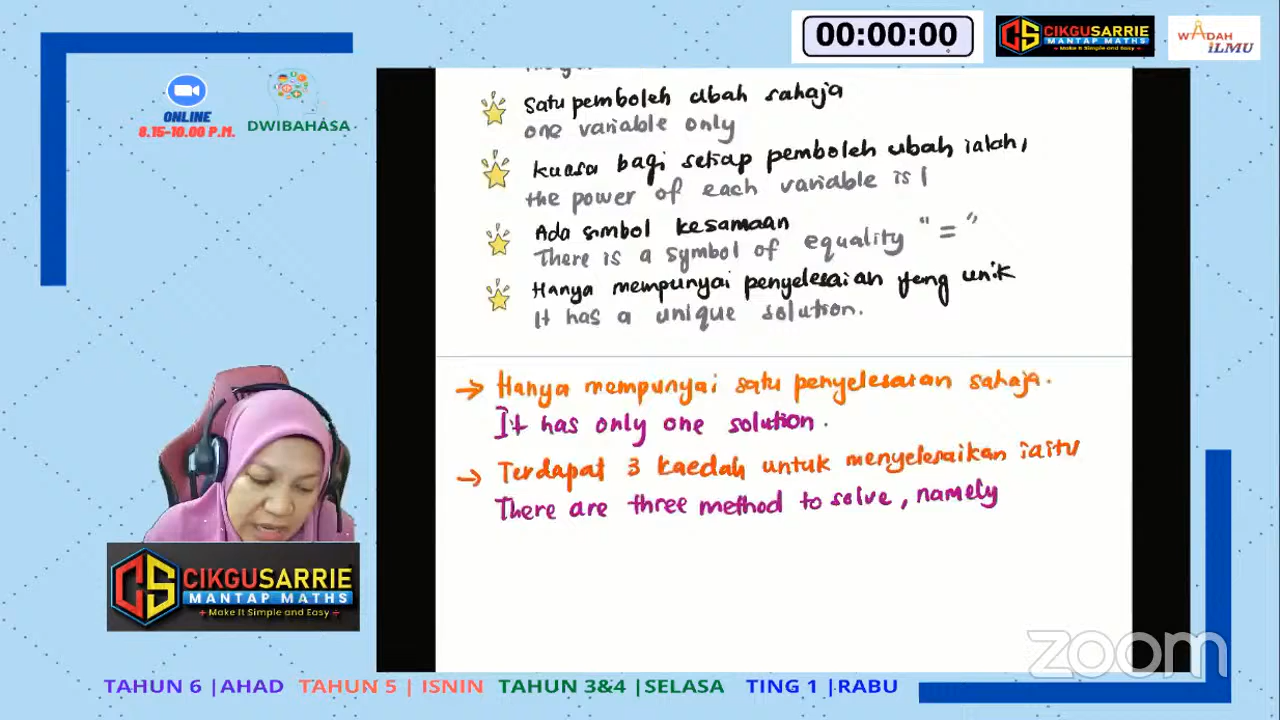 00:00:00
CS CIKGUSARRIE
MANTAP MATHS
Make It Simple and Easy
WADAH
iLMU
ONLINE
8.15-10.00 P.M.
DWIBAHASA
Satu pemboleh ubah sahaja
one variable only
kuasa bagi setiap pemboleh ubah ialah,
the power of each variable is 1
Ada simbol kesamaan
There is a symbol of equality "="
Hanya mempunyai penyelesaian yang unik
It has a unique solution.
→ Hanya mempunyai satu penyelesaian sahaja.
It has only one solution.
→ Terdapat 3 kaedah untuk menyelesaikan iaitu
There are three method to solve, namely
CS CIKGUSARRIE
MANTAP MATHS
+ Make It Simple and Easy +
zoom
TAHUN 6 |AHAD TAHUN 5 | ISNIN TAHUN 3&4 |SELASA TING 1 |RABU